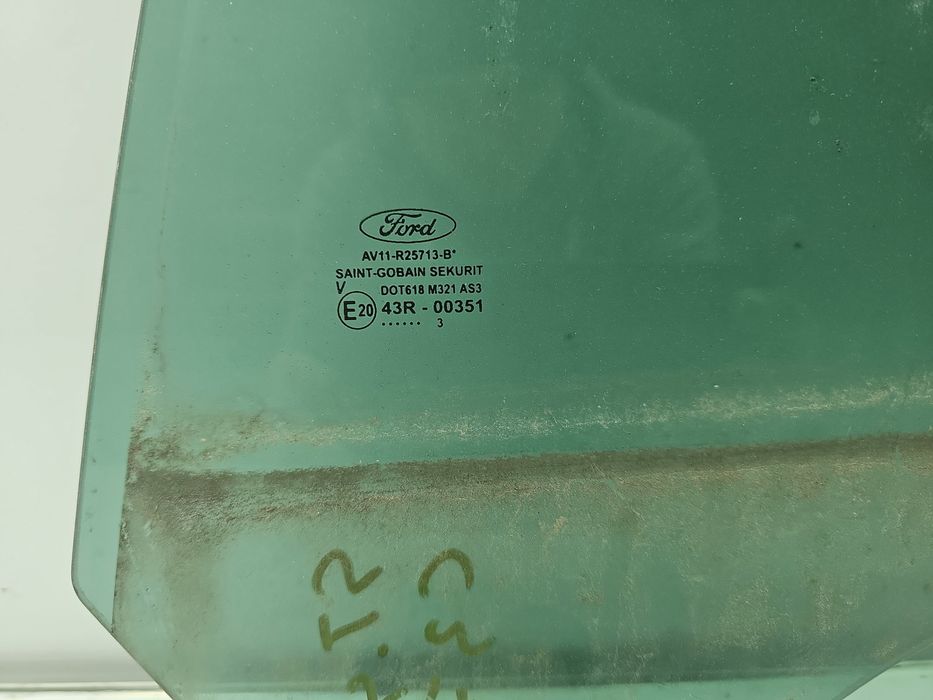 Ford
AV11-R25713-B*
SAINT-GOBAIN SEKURIT
V DOT618 M321 AS3
E20 43R - 00351
...... 3